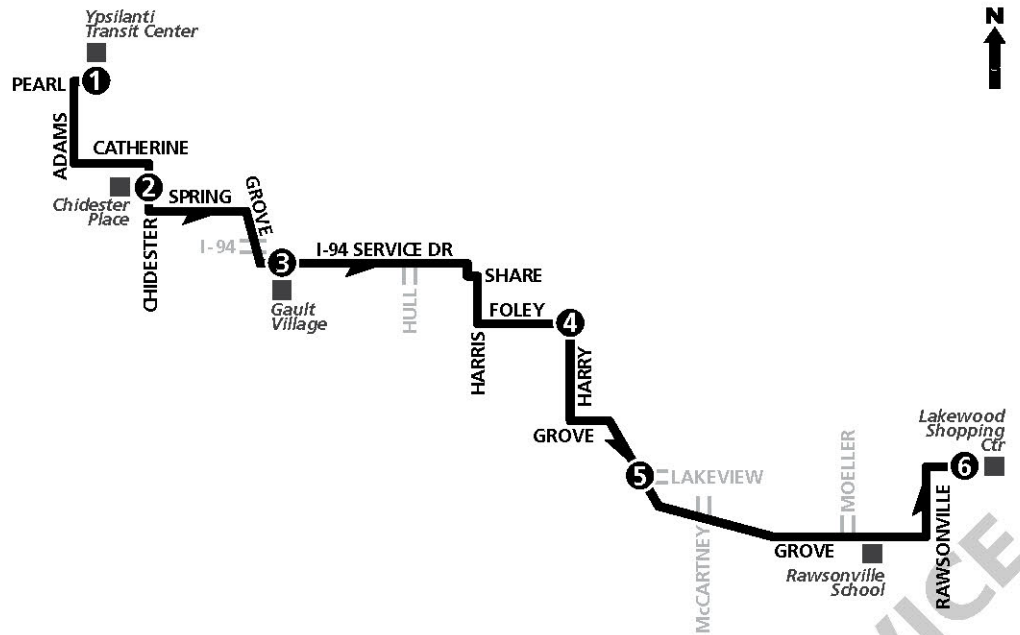 Ypsilanti
Transit Center
N
PEARL
1
ADAMS
CATHERINE
2
Chidester
Place
SPRING
GROVE
CHIDESTER
I-94
3
I-94 SERVICE DR
Gault
Village
HULL
SHARE
FOLEY
HARRIS
4
HARRY
GROVE
5
LAKEVIEW
McCARTNEY
MOELLER
GROVE
Rawsonville
School
Lakewood
Shopping
Ctr
6
RAWSONVILLE
VICE